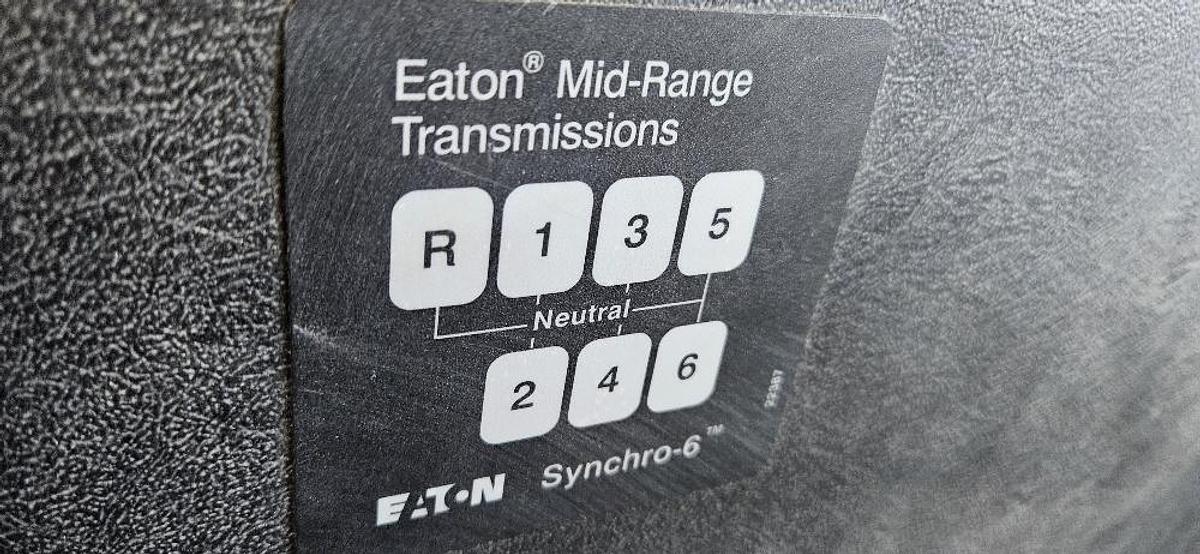 Eaton® Mid-Range
Transmissions
R 1 3 5
Neutral
2 4 6
Synchro-6™
EATON